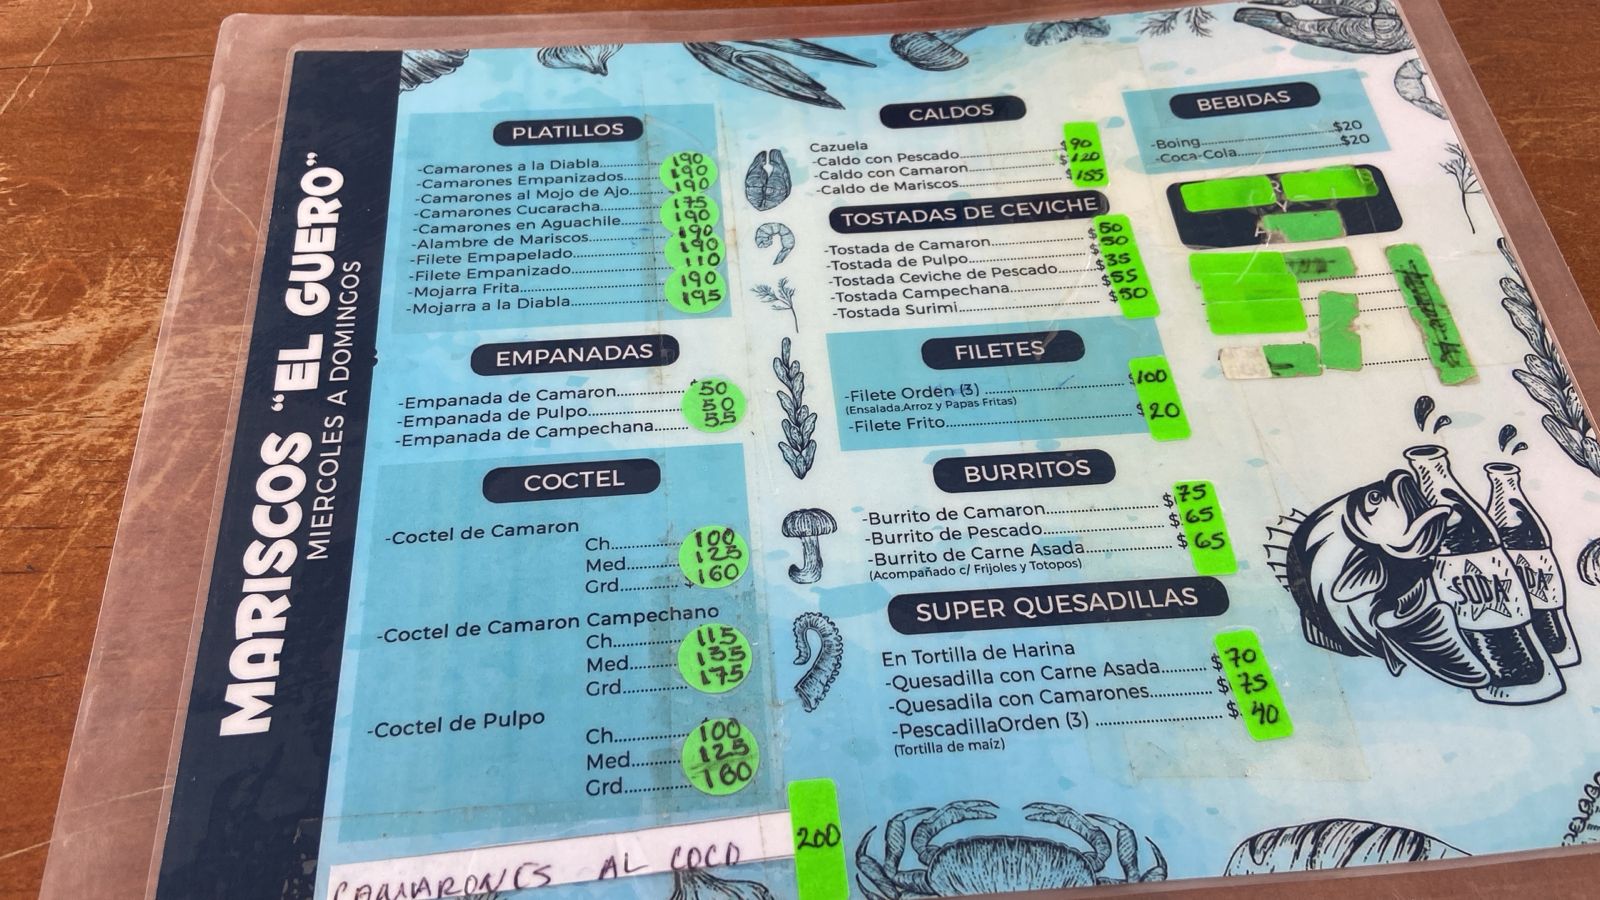 MARISCOS "EL GUERO"
MIERCOLES A DOMINGOS
PLATILLOS
-Camarones a la Diabla 190
-Camarones Empanizados 190
-Camarones al Mojo de Ajo 190
-Camarones Cucaracha 175
-Camarones en Aguachile 190
-Alambre de Mariscos 190
-Filete Empapelado 190
-Filete Empanizado 110
-Mojarra Frita 190
-Mojarra a la Diabla 195
EMPANADAS
-Empanada de Camaron $50
-Empanada de Pulpo 50
-Empanada de Campechana 55
COCTEL
-Coctel de Camaron
Ch 100
Med 125
Grd 160
-Coctel de Camaron Campechano
Ch 115
Med 135
Grd 175
-Coctel de Pulpo
Ch 100
Med 125
Grd 160
CAMARONES AL COCO 200
CALDOS
Cazuela
-Caldo con Pescado $90
-Caldo con Camaron $120
-Caldo de Mariscos $155
TOSTADAS DE CEVICHE
-Tostada de Camaron $50
-Tostada de Pulpo $50
-Tostada Ceviche de Pescado $35
-Tostada Campechana $55
-Tostada Surimi $50
FILETES
-Filete Orden (3) $100
(Ensalada,Arroz y Papas Fritas)
-Filete Frito $20
BURRITOS
-Burrito de Camaron $75
-Burrito de Pescado $65
-Burrito de Carne Asada $65
(Acompañado c/ Frijoles y Totopos)
SUPER QUESADILLAS
En Tortilla de Harina
-Quesadilla con Carne Asada $70
-Quesadila con Camarones $75
-PescadillaOrden (3) $40
(Tortilla de maíz)
BEBIDAS
-Boing $20
-Coca-Cola $20
SODA
DA